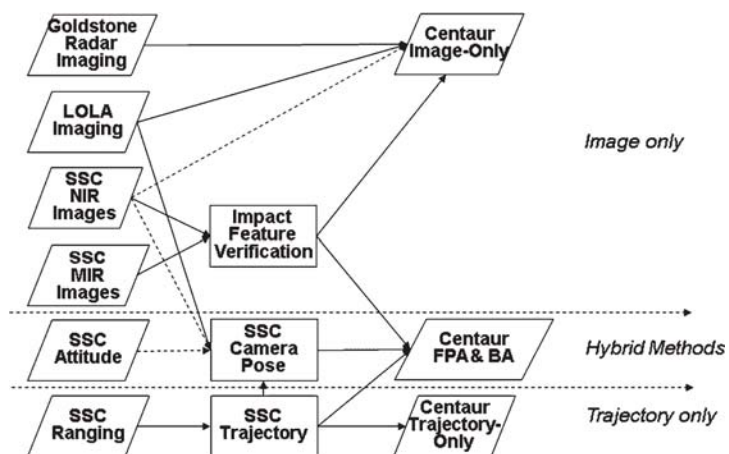 Goldstone
Radar
Imaging
Centaur
Image-Only
LOLA
Imaging
Image only
SSC
NIR
Images
Impact
Feature
Verification
SSC
MIR
Images
SSC
Attitude
SSC
Camera
Pose
Centaur
FPA & BA
Hybrid Methods
SSC
Ranging
SSC
Trajectory
Centaur
Trajectory-
Only
Trajectory only